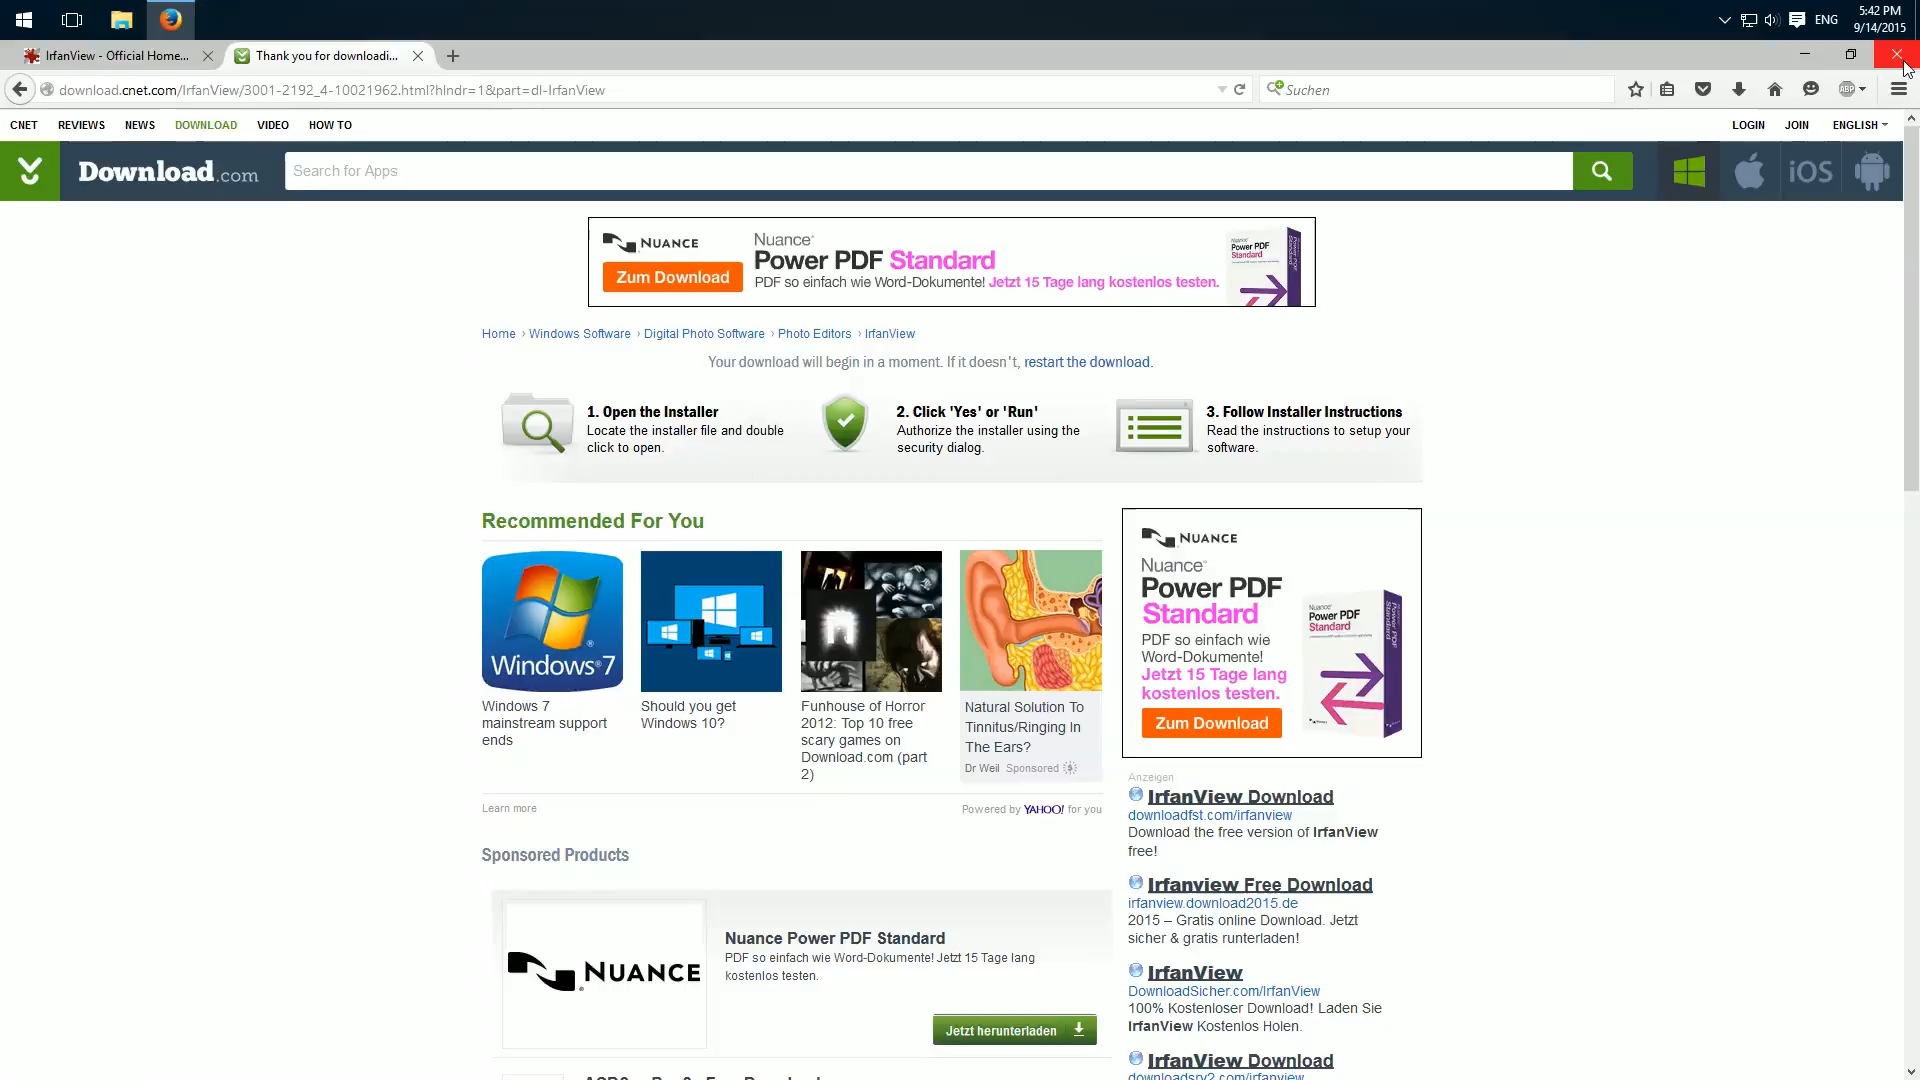 ENG
5:42 PM
9/14/2015
IrfanView - Official Home...
Thank you for downloadi...
download.cnet.com/IrfanView/3001-2192_4-10021962.html?hlndr=1&part=dl-IrfanView
Suchen
ABP
CNET REVIEWS NEWS DOWNLOAD VIDEO HOW TO
LOGIN JOIN ENGLISH
Download.com
Search for Apps
iOS
NUANCE
Zum Download
Nuance
Power PDF Standard
PDF so einfach wie Word-Dokumente! Jetzt 15 Tage lang kostenlos testen.
Nuance
Power PDF
Standard
Home › Windows Software › Digital Photo Software › Photo Editors › IrfanView
Your download will begin in a moment. If it doesn't, restart the download.
1. Open the Installer
Locate the installer file and double
click to open.
2. Click 'Yes' or 'Run'
Authorize the installer using the
security dialog.
3. Follow Installer Instructions
Read the instructions to setup your
software.
Recommended For You
Windows®7
Windows 7
mainstream support
ends
Should you get
Windows 10?
Funhouse of Horror
2012: Top 10 free
scary games on
Download.com (part
2)
Natural Solution To
Tinnitus/Ringing In
The Ears?
Dr Weil Sponsored
Learn more
Powered by YAHOO! for you
NUANCE
Nuance
Power PDF
Standard
PDF so einfach wie
Word-Dokumente!
Jetzt 15 Tage lang
kostenlos testen.
Zum Download
Nuance
Power PDF
Standard
Anzeigen
IrfanView Download
downloadfst.com/irfanview
Download the free version of IrfanView
free!
Irfanview Free Download
irfanview.download2015.de
2015 – Gratis online Download. Jetzt
sicher & gratis runterladen!
IrfanView
DownloadSicher.com/IrfanView
100% Kostenloser Download! Laden Sie
IrfanView Kostenlos Holen.
IrfanView Download
downloadsrv2.com/irfanview
Sponsored Products
NUANCE
Nuance Power PDF Standard
PDF so einfach wie Word-Dokumente! Jetzt 15 Tage lang
kostenlos testen.
Jetzt herunterladen